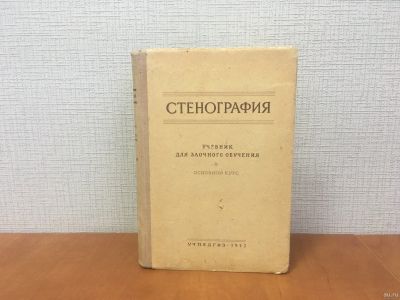 СТЕНОГРАФИЯ
УЧЕБНИК
ДЛЯ ЗАОЧНОГО ОБУЧЕНИЯ
ОСНОВНОЙ КУРС
УЧПЕДГИЗ